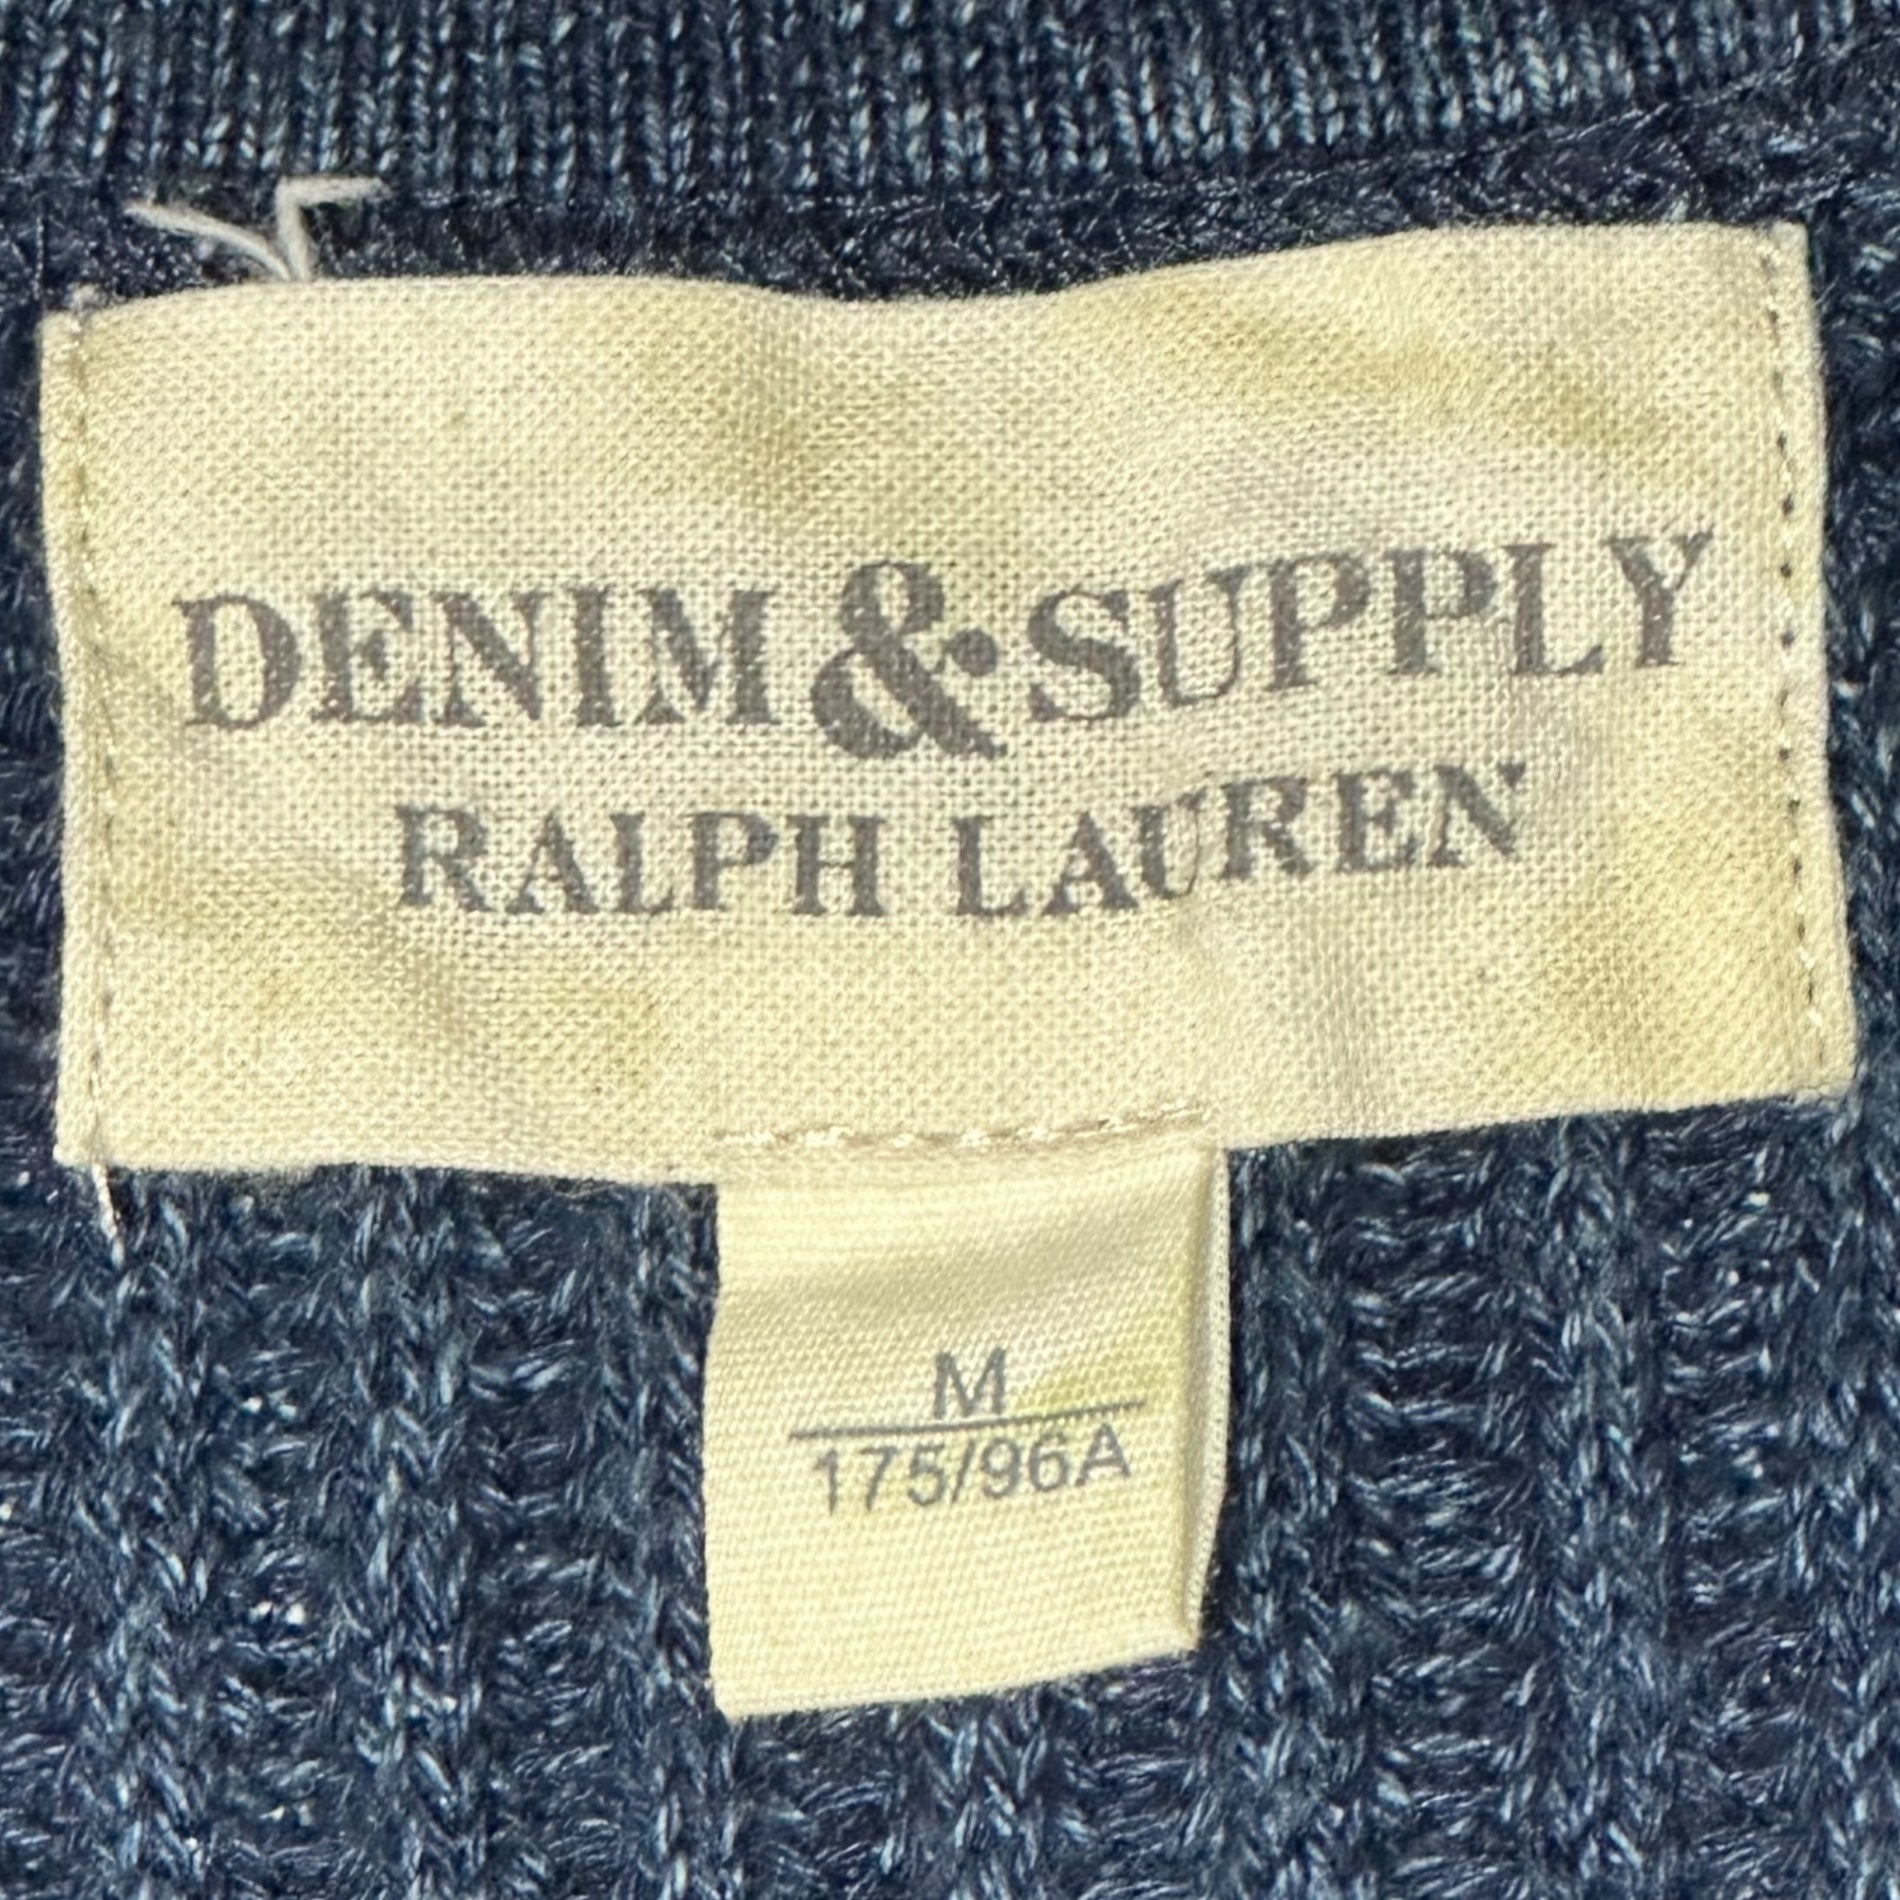 DENIM & SUPPLY
RALPH LAUREN
M
175/96A